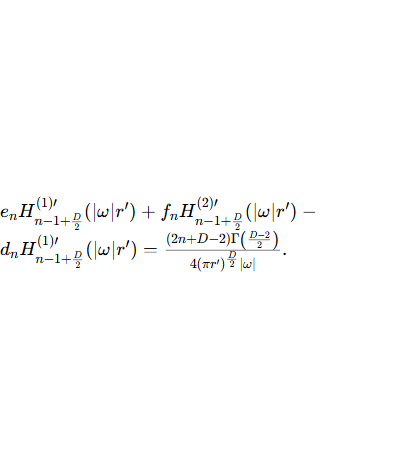 $e_n H^{(1)\prime}_{n-1+\frac{D}{2}}(|\omega|r') + f_n H^{(2)\prime}_{n-1+\frac{D}{2}}(|\omega|r') -$
$d_n H^{(1)\prime}_{n-1+\frac{D}{2}}(|\omega|r') = \frac{(2n+D-2)\Gamma\left(\frac{D-2}{2}\right)}{4(\pi r')^{\frac{D}{2}}|\omega|}.$